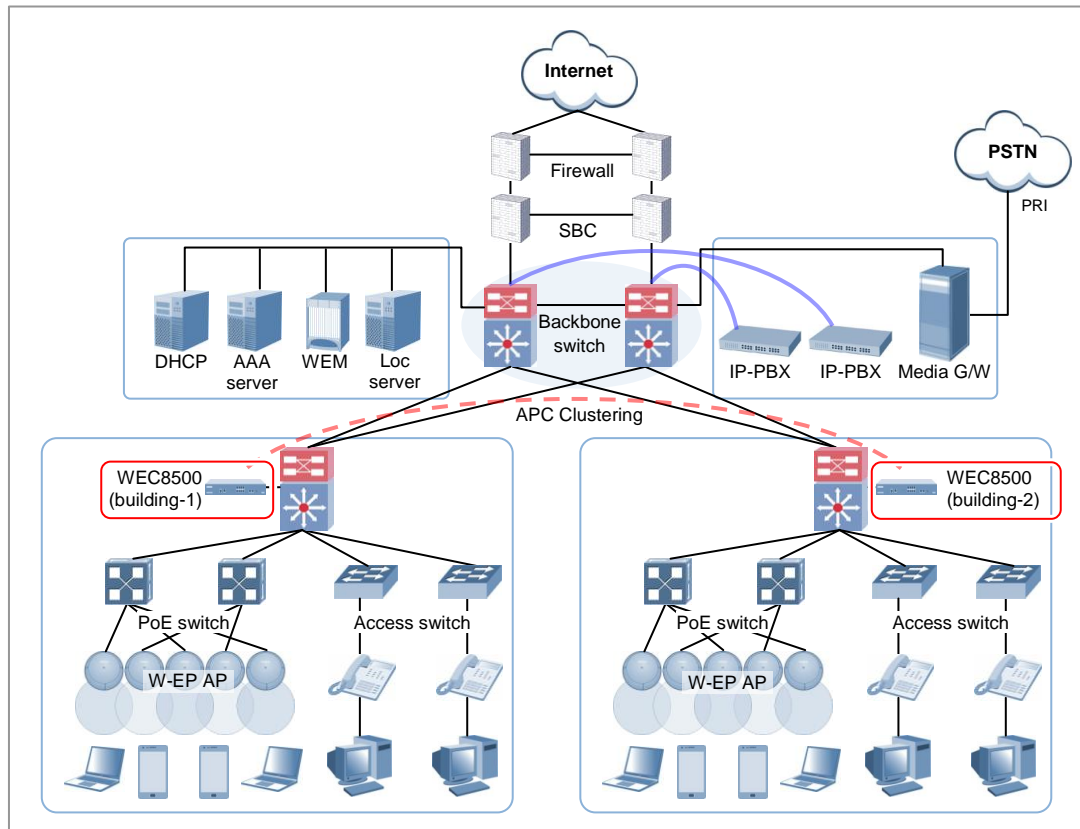 Internet
PSTN
Firewall
PRI
SBC
Backbone
switch
DHCP
AAA
server
WEM
Loc
server
IP-PBX
IP-PBX
Media G/W
APC Clustering
WEC8500
(building-1)
WEC8500
(building-2)
PoE switch
Access switch
PoE switch
Access switch
W-EP AP
W-EP AP